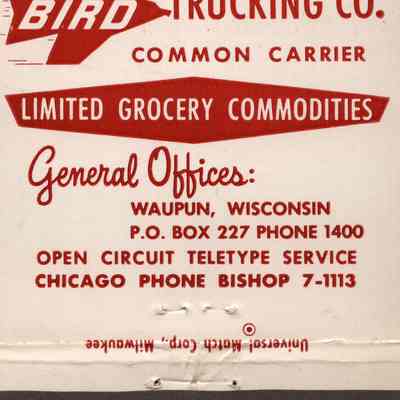 BIRD TRUCKING CO.
COMMON CARRIER
LIMITED GROCERY COMMODITIES
General Offices:
WAUPUN, WISCONSIN
P.O. BOX 227 PHONE 1400
OPEN CIRCUIT TELETYPE SERVICE
CHICAGO PHONE BISHOP 7-1113
Universal Match Corp., Milwaukee